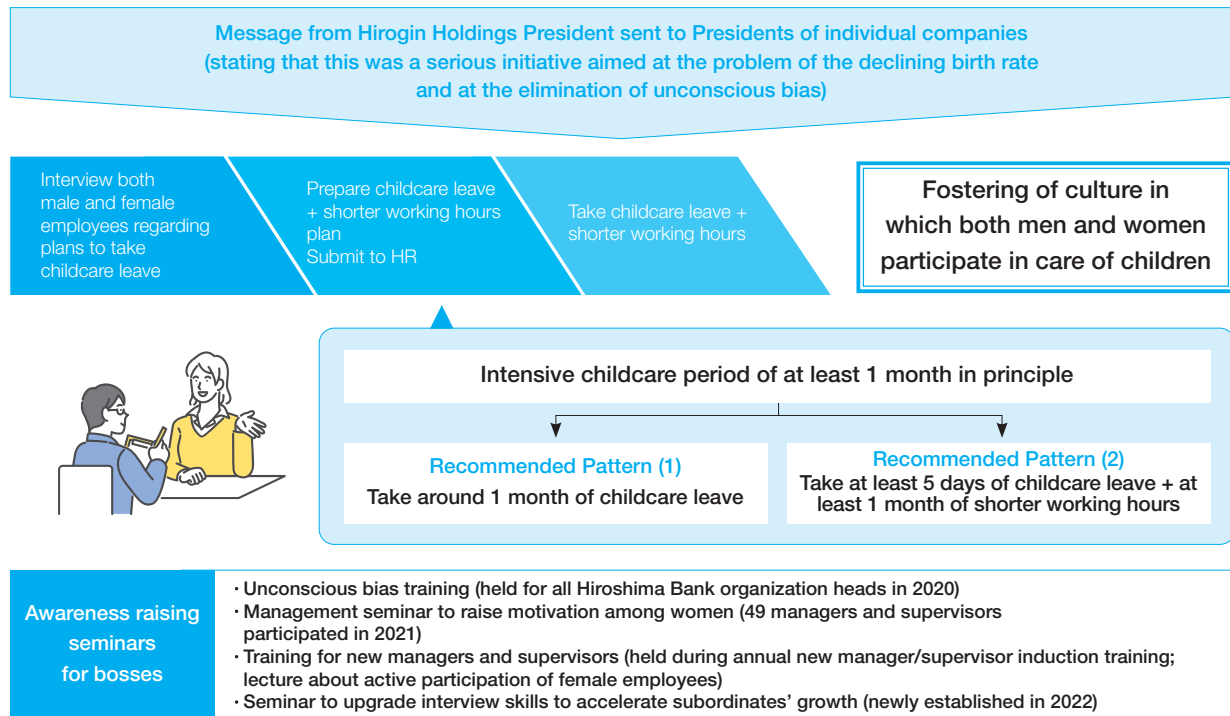 Message from Hirogin Holdings President sent to Presidents of individual companies
(stating that this was a serious initiative aimed at the problem of the declining birth rate
and at the elimination of unconscious bias)
Interview both
male and female
employees regarding
plans to take
childcare leave
Prepare childcare leave
+ shorter working hours
plan
Submit to HR
Take childcare leave +
shorter working hours
Fostering of culture in
which both men and women
participate in care of children
Intensive childcare period of at least 1 month in principle
Recommended Pattern (1)
Take around 1 month of childcare leave
Recommended Pattern (2)
Take at least 5 days of childcare leave + at
least 1 month of shorter working hours
Awareness raising
seminars
for bosses
· Unconscious bias training (held for all Hiroshima Bank organization heads in 2020)
· Management seminar to raise motivation among women (49 managers and supervisors
participated in 2021)
· Training for new managers and supervisors (held during annual new manager/supervisor induction training;
lecture about active participation of female employees)
· Seminar to upgrade interview skills to accelerate subordinates’ growth (newly established in 2022)